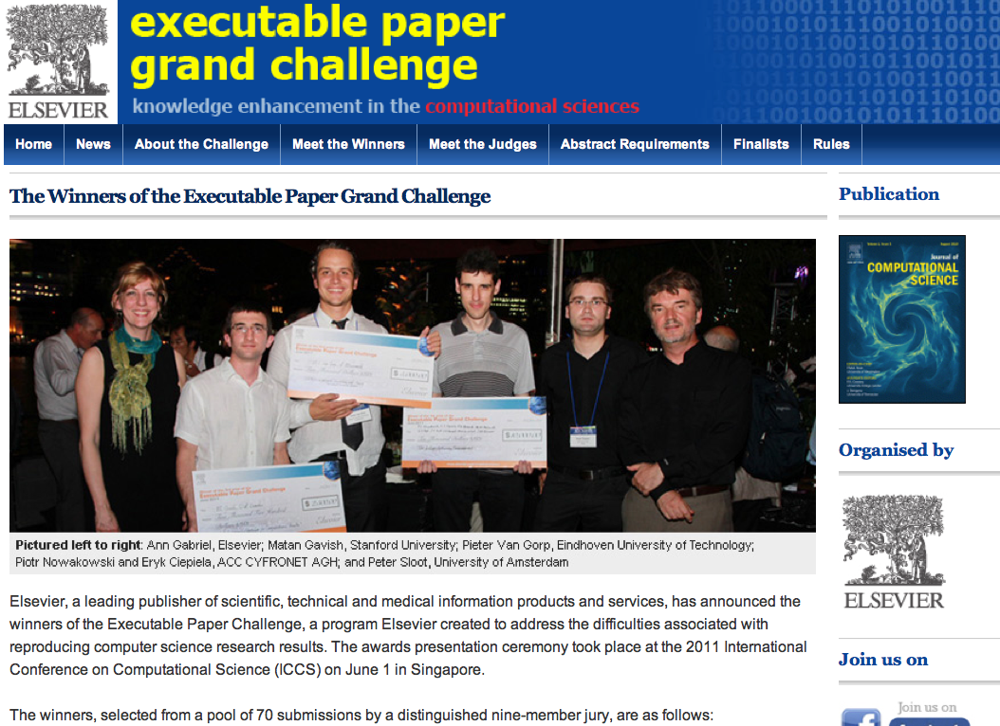 executable paper
grand challenge
knowledge enhancement in the computational sciences
ELSEVIER
Home News About the Challenge Meet the Winners Meet the Judges Abstract Requirements Finalists Rules
The Winners of the Executable Paper Grand Challenge
Executable Paper Grand Challenge
Executable Paper Grand Challenge
Executable Paper Grand Challenge
Pictured left to right: Ann Gabriel, Elsevier; Matan Gavish, Stanford University; Pieter Van Gorp, Eindhoven University of Technology;
Piotr Nowakowski and Eryk Ciepiela, ACC CYFRONET AGH; and Peter Sloot, University of Amsterdam
Elsevier, a leading publisher of scientific, technical and medical information products and services, has announced the
winners of the Executable Paper Challenge, a program Elsevier created to address the difficulties associated with
reproducing computer science research results. The awards presentation ceremony took place at the 2011 International
Conference on Computational Science (ICCS) on June 1 in Singapore.
The winners, selected from a pool of 70 submissions by a distinguished nine-member jury, are as follows:
Publication
Journal of
COMPUTATIONAL
SCIENCE
Organised by
ELSEVIER
Join us on
Join us on